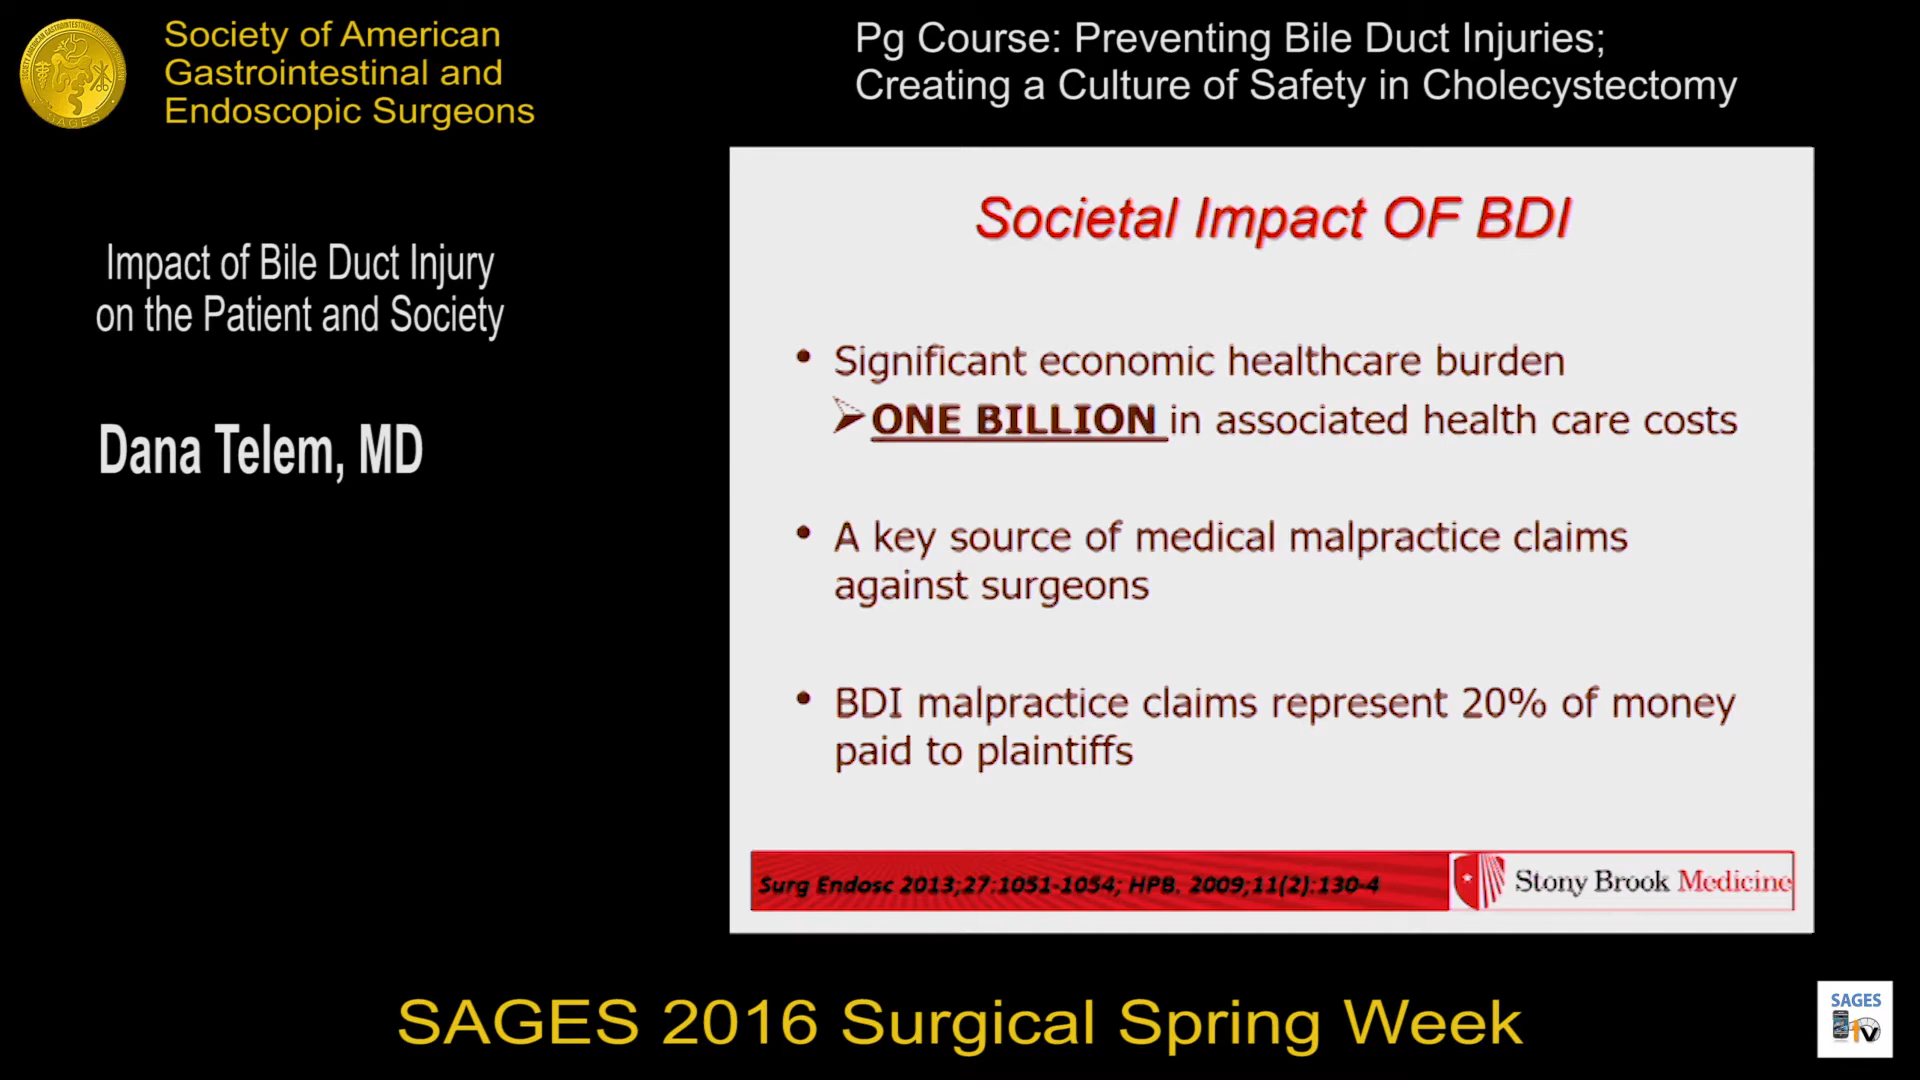 Society of American
Gastrointestinal and
Endoscopic Surgeons
Pg Course: Preventing Bile Duct Injuries;
Creating a Culture of Safety in Cholecystectomy
Impact of Bile Duct Injury
on the Patient and Society
Dana Telem, MD
Societal Impact OF BDI
• Significant economic healthcare burden
➢ONE BILLION in associated health care costs
• A key source of medical malpractice claims
against surgeons
• BDI malpractice claims represent 20% of money
paid to plaintiffs
Surg Endosc 2013;27:1051-1054; HPB. 2009;11(2):130-4
Stony Brook Medicine
SAGES 2016 Surgical Spring Week
SAGES
TV
SAGES